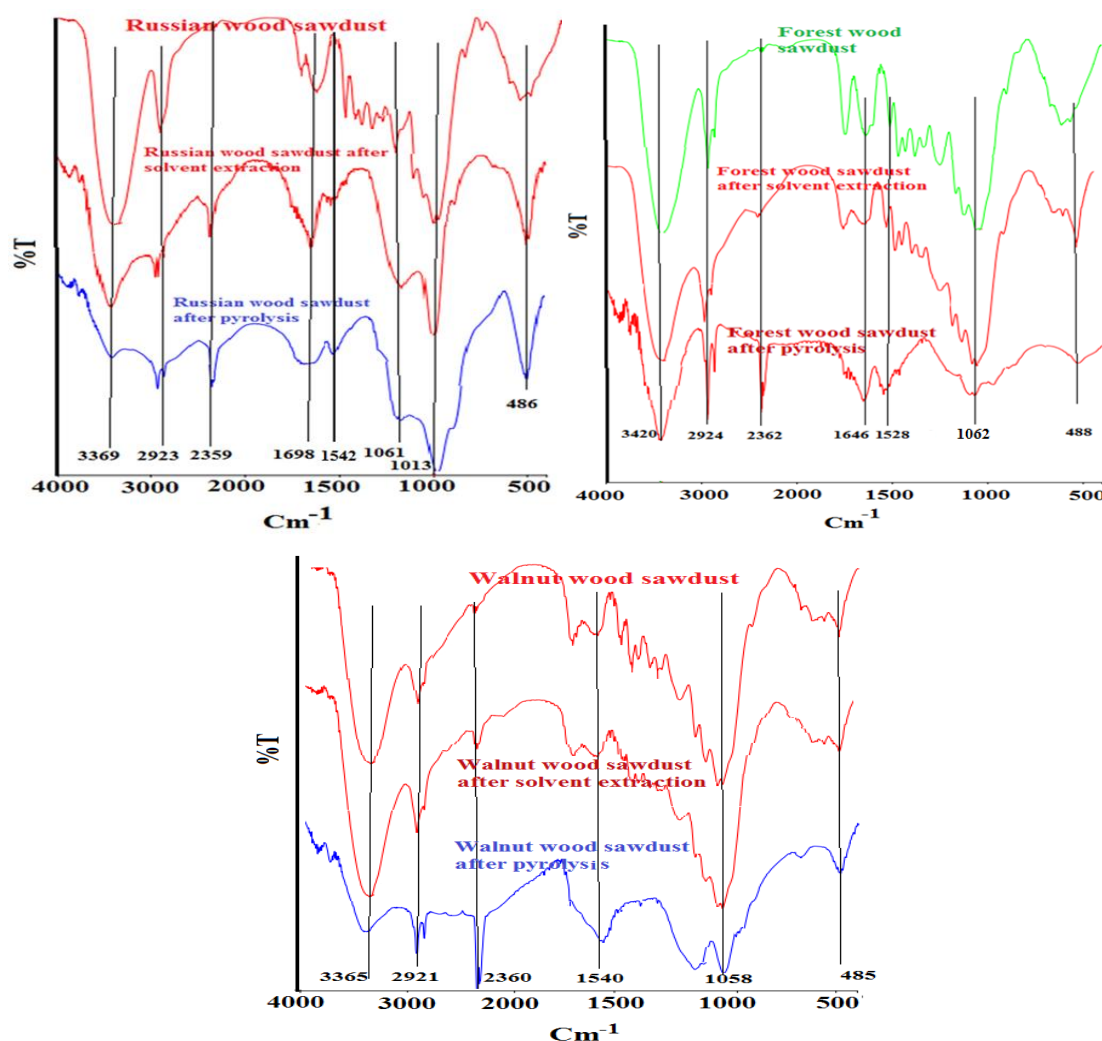 Russian wood sawdust
Russian wood sawdust after
solvent extraction
Russian wood sawdust
after pyrolysis
%T
3369
2923
2359
1698
1542
1061
1013
486
4000
3000
2000
1500
1000
500
Cm-1
Forest wood
sawdust
Forest wood sawdust
after solvent extraction
Forest wood sawdust
after pyrolysis
%T
3420
2924
2362
1646
1528
1062
488
4000
3000
2000
1500
1000
500
Cm-1
Walnut wood sawdust
Walnut wood sawdust
after solvent extraction
Walnut wood sawdust
after pyrolysis
%T
3365
2921
2360
1540
1058
485
4000
3000
2000
1500
1000
500
Cm-1